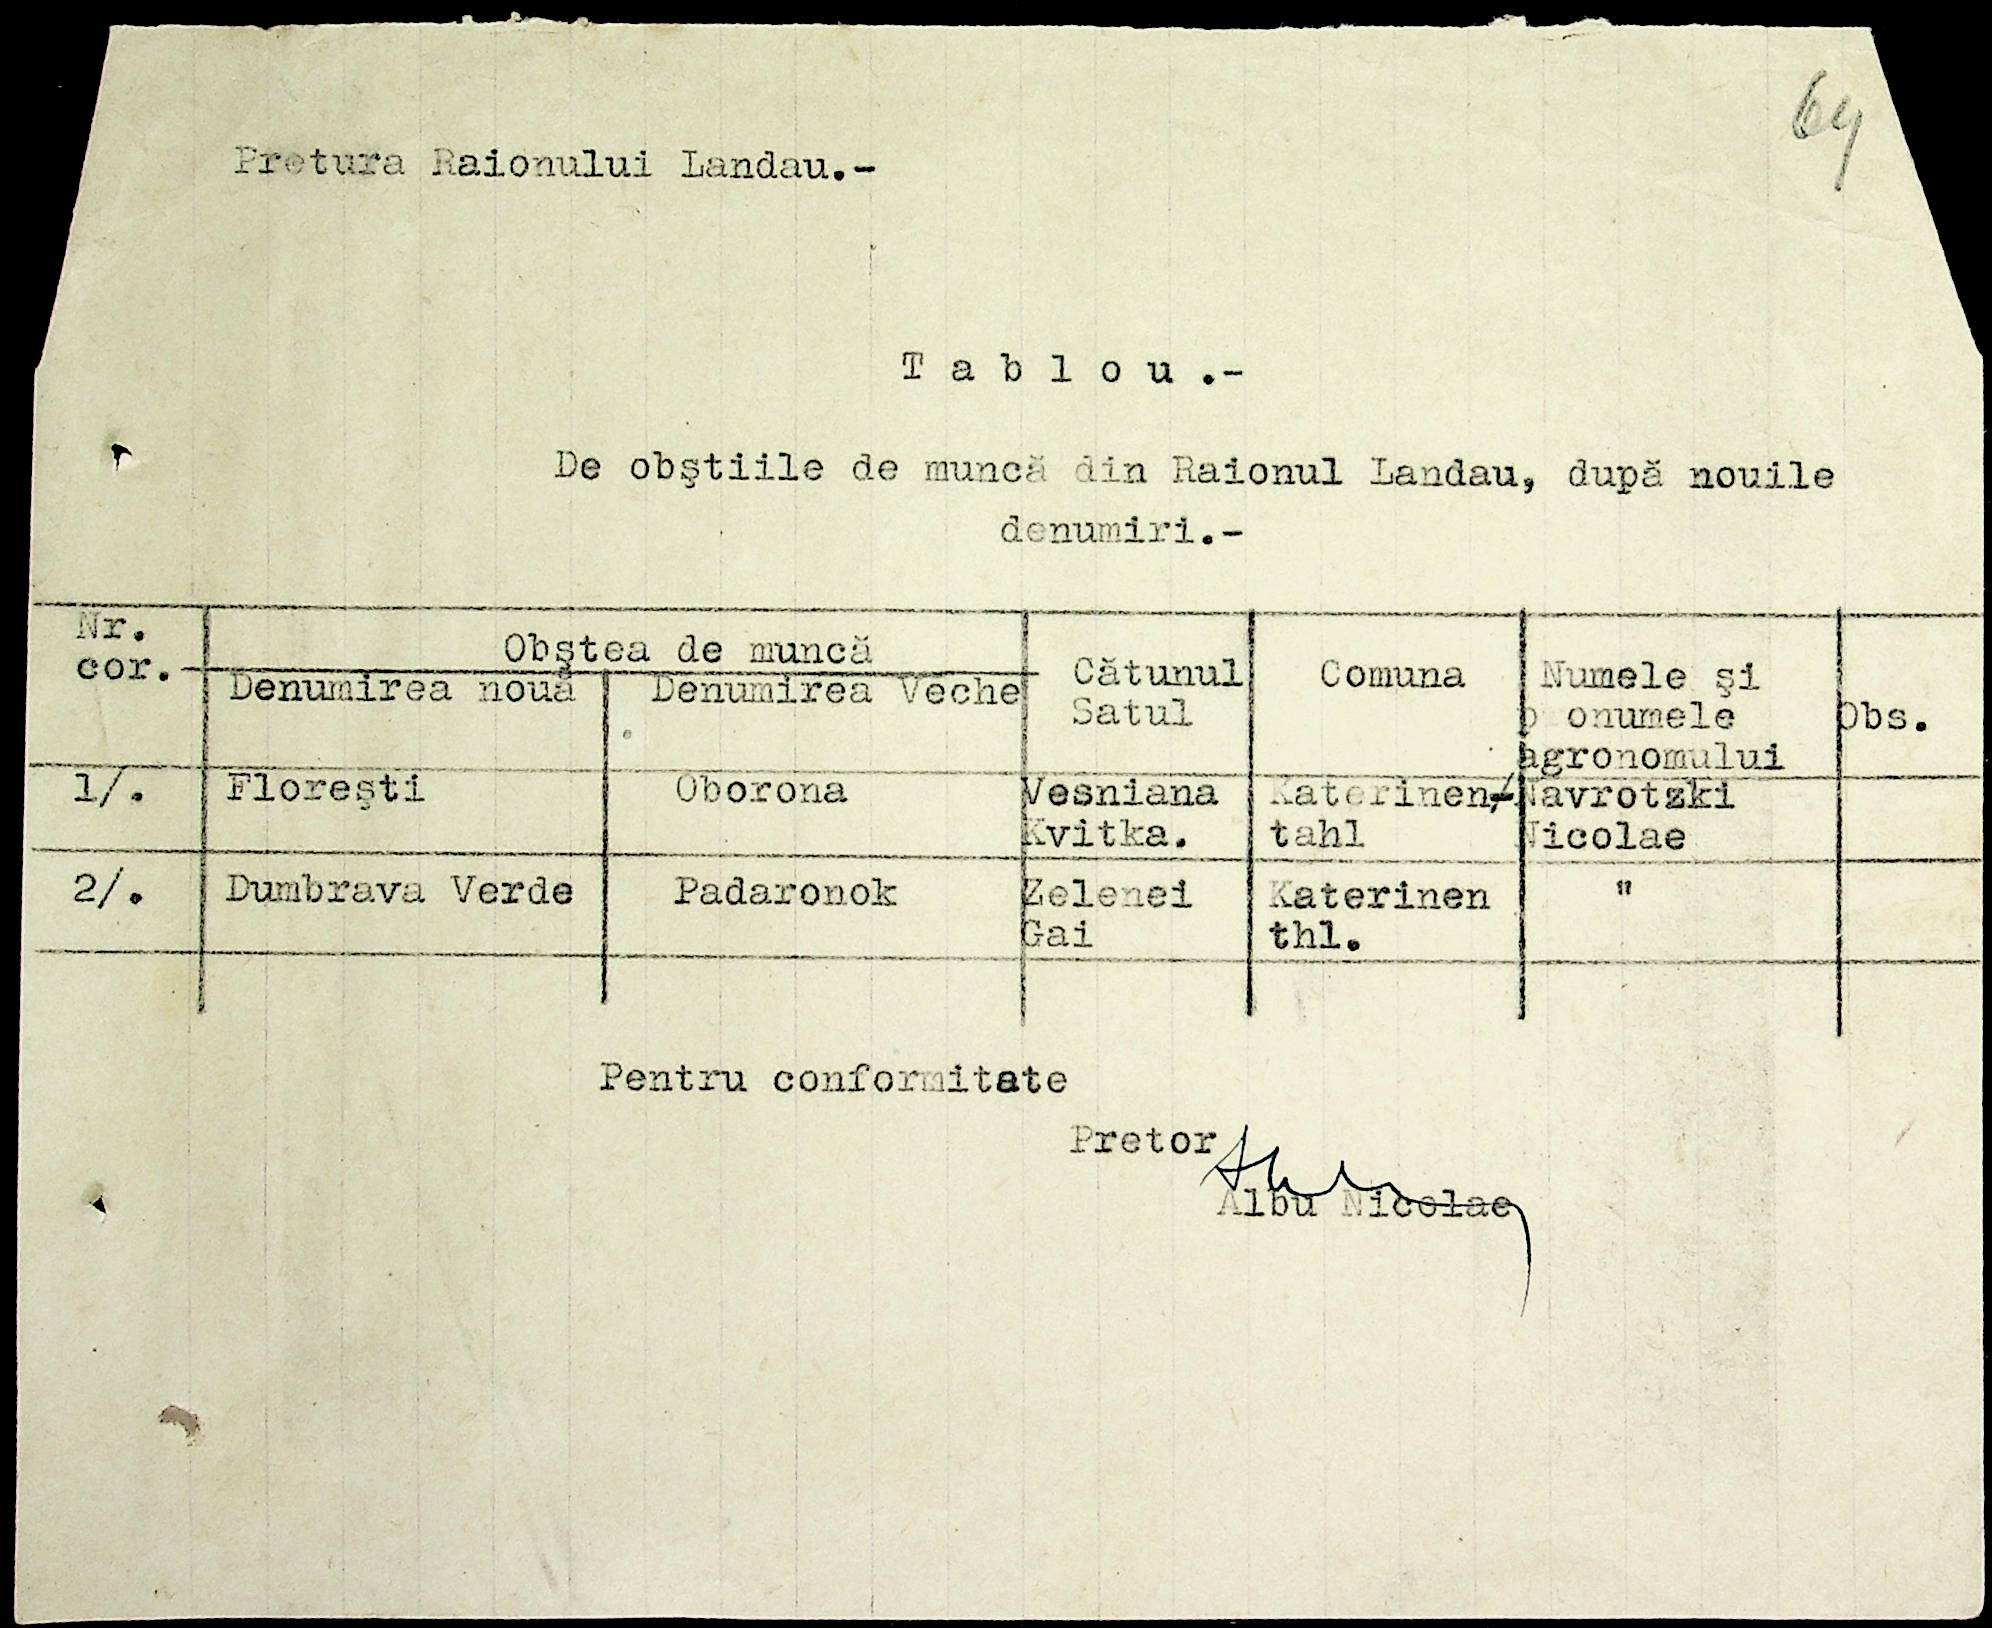 64
Pretura Raionului Landau.-
T a b l o u .-
De obştiile de muncă din Raionul Landau, după nouile
denumiri.-
Nr. cor. | Obştea de muncă | Cătunul Satul | Comuna | Numele şi pronumele agronomului | Obs.
Denumirea nouă | Denumirea Veche
1/. | Floreşti | Oborona | Vesniana Kvitka. | Katerinen-/tahl | Navrotzki Nicolae
2/. | Dumbrava Verde | Padaronok | Zelenei Gai | Katerinen thl. | "
Pentru conformitate
Pretor
Albu Nicolae